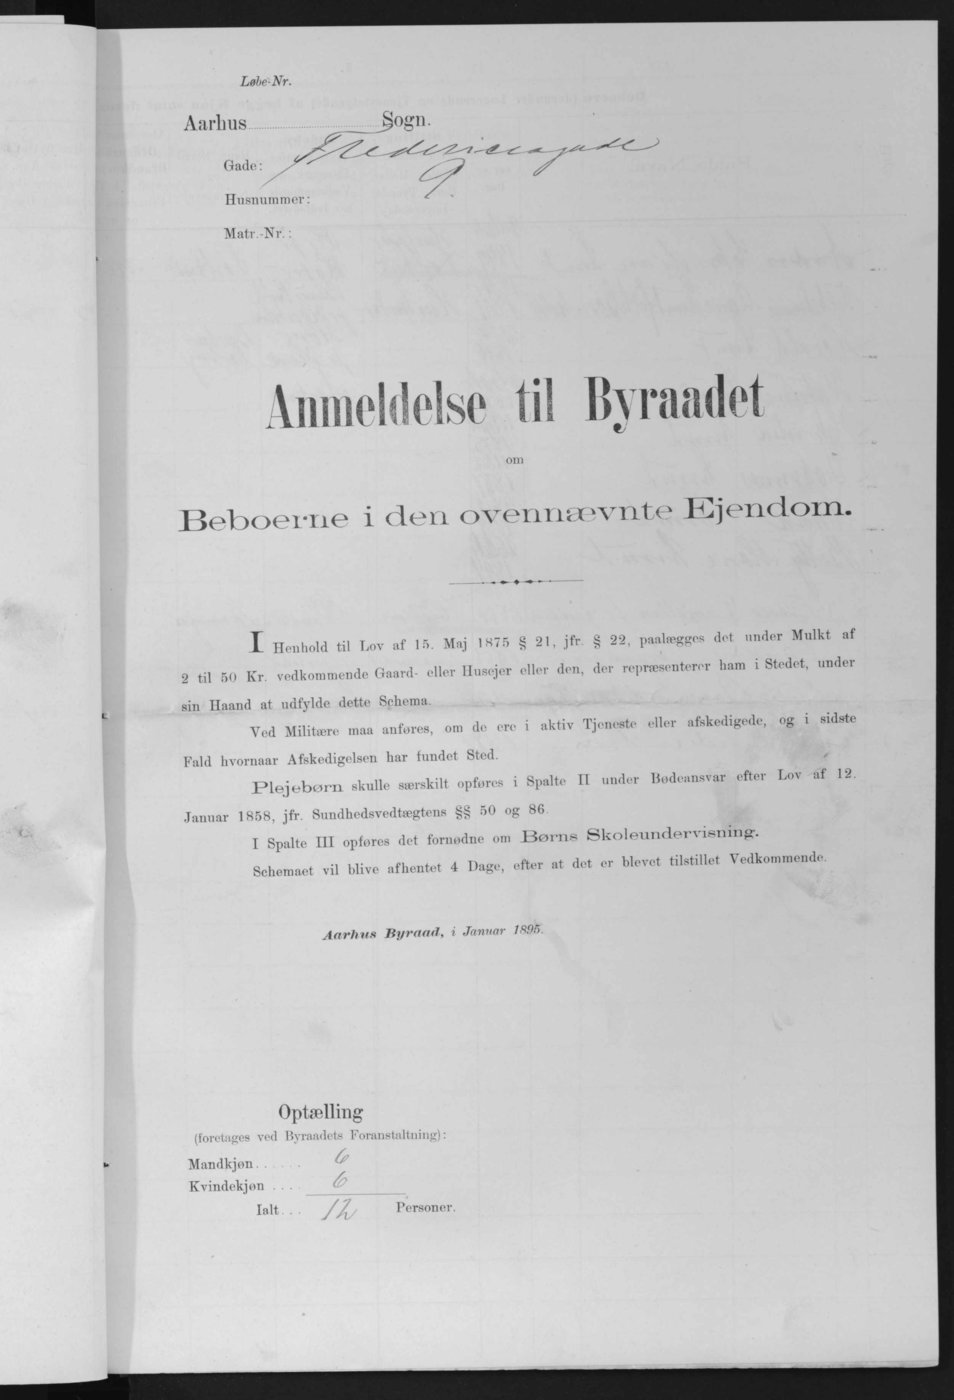 Løbe-Nr.
Aarhus Sogn.
Gade: Fredericiagade
Husnummer: 9.
Matr.-Nr.:
Anmeldelse til Byraadet
om
Beboerne i den ovennævnte Ejendom.
I Henhold til Lov af 15. Maj 1875 § 21, jfr. § 22, paalægges det under Mulkt af
2 til 50 Kr. vedkommende Gaard- eller Husejer eller den, der repræsenterer ham i Stedet, under
sin Haand at udfylde dette Schema.
Ved Militære maa anføres, om de ere i aktiv Tjeneste eller afskedigede, og i sidste
Fald hvornaar Afskedigelsen har fundet Sted.
Plejebørn skulle særskilt opføres i Spalte II under Bødeansvar efter Lov af 12.
Januar 1858, jfr. Sundhedsvedtægtens §§ 50 og 86.
I Spalte III opføres det fornødne om Børns Skoleundervisning.
Schemaet vil blive afhentet 4 Dage, efter at det er blevet tilstillet Vedkommende.
Aarhus Byraad, i Januar 1895.
Optælling
(foretages ved Byraadets Foranstaltning):
Mandkjøn...... 6
Kvindekjøn .... 6
Ialt... 12 Personer.